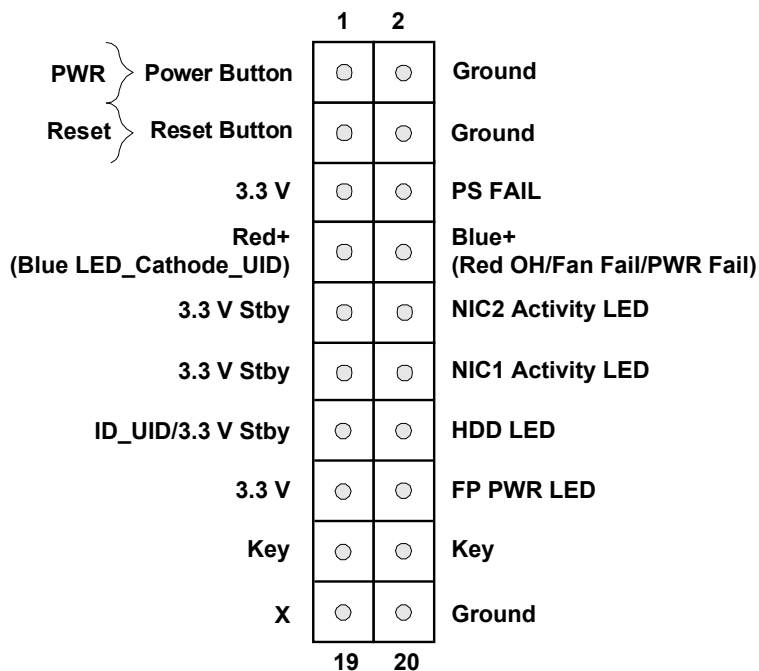 1 2
PWR Power Button Ground
Reset Reset Button Ground
3.3 V PS FAIL
Red+ Blue+
(Blue LED_Cathode_UID) (Red OH/Fan Fail/PWR Fail)
3.3 V Stby NIC2 Activity LED
3.3 V Stby NIC1 Activity LED
ID_UID/3.3 V Stby HDD LED
3.3 V FP PWR LED
Key Key
X Ground
19 20